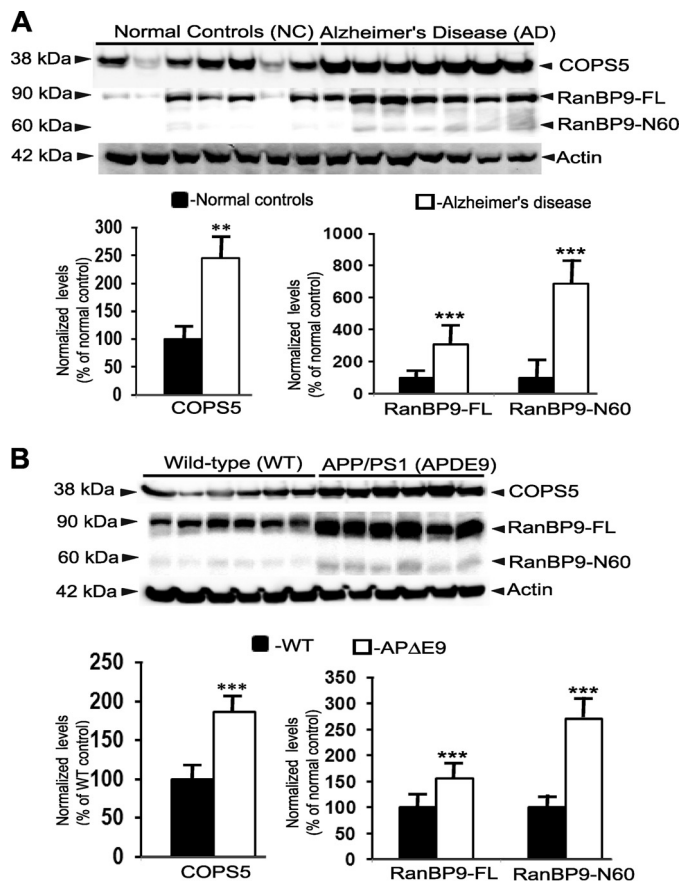 A
Normal Controls (NC) Alzheimer's Disease (AD)
38 kDa
COPS5
90 kDa
RanBP9-FL
60 kDa
RanBP9-N60
42 kDa
Actin
-Normal controls
-Alzheimer's disease
Normalized levels
(% of normal control)
300
250
200
150
100
50
0
**
COPS5
Normalized levels
(% of normal control)
1000
800
600
400
200
0
***
***
RanBP9-FL
RanBP9-N60
B
Wild-type (WT)
APP/PS1 (APDE9)
38 kDa
COPS5
90 kDa
RanBP9-FL
60 kDa
RanBP9-N60
42 kDa
Actin
-WT
-APΔE9
Normalized levels
(% of WT control)
250
200
150
100
50
0
***
COPS5
Normalized levels
(% of normal control)
350
300
250
200
150
100
50
0
***
***
RanBP9-FL
RanBP9-N60